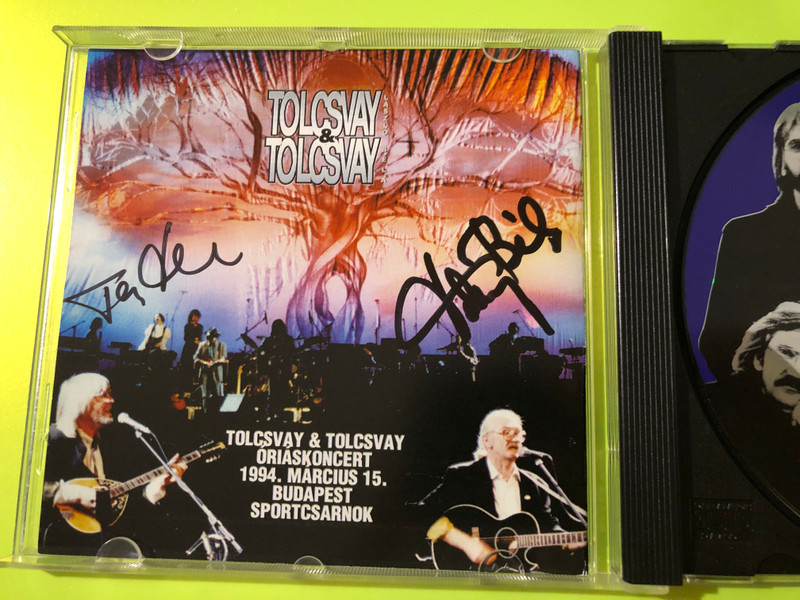 TOLCSVAY
&
TOLCSVAY
TOLCSVAY & TOLCSVAY
ÓRIÁSKONCERT
1994. MÁRCIUS 15.
BUDAPEST
SPORTCSARNOK